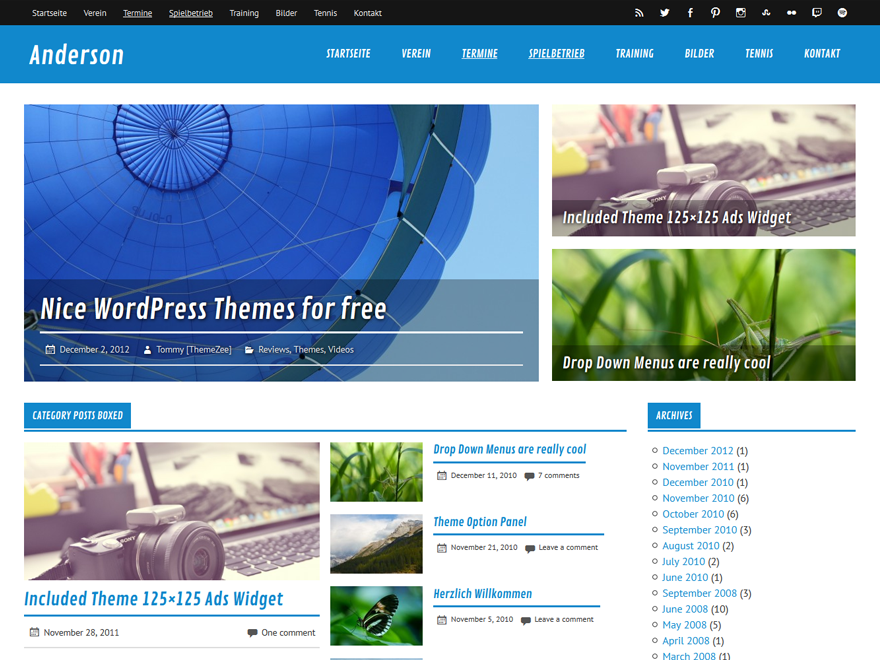 Startseite Verein Termine Spielbetrieb Training Bilder Tennis Kontakt
Anderson
STARTSEITE VEREIN TERMINE SPIELBETRIEB TRAINING BILDER TENNIS KONTAKT
Nice WordPress Themes for free
December 2, 2012 Tommy [ThemeZee] Reviews, Themes, Videos
SONY
Included Theme 125×125 Ads Widget
Drop Down Menus are really cool
CATEGORY POSTS BOXED
SONY
Included Theme 125×125 Ads Widget
November 28, 2011 One comment
Drop Down Menus are really cool
December 11, 2010 7 comments
Theme Option Panel
November 21, 2010 Leave a comment
Herzlich Willkommen
November 5, 2010 Leave a comment
ARCHIVES
December 2012 (1)
November 2011 (1)
December 2010 (1)
November 2010 (6)
October 2010 (6)
September 2010 (3)
August 2010 (2)
July 2010 (2)
June 2010 (1)
September 2008 (3)
June 2008 (10)
May 2008 (5)
April 2008 (1)
March 2008 (1)